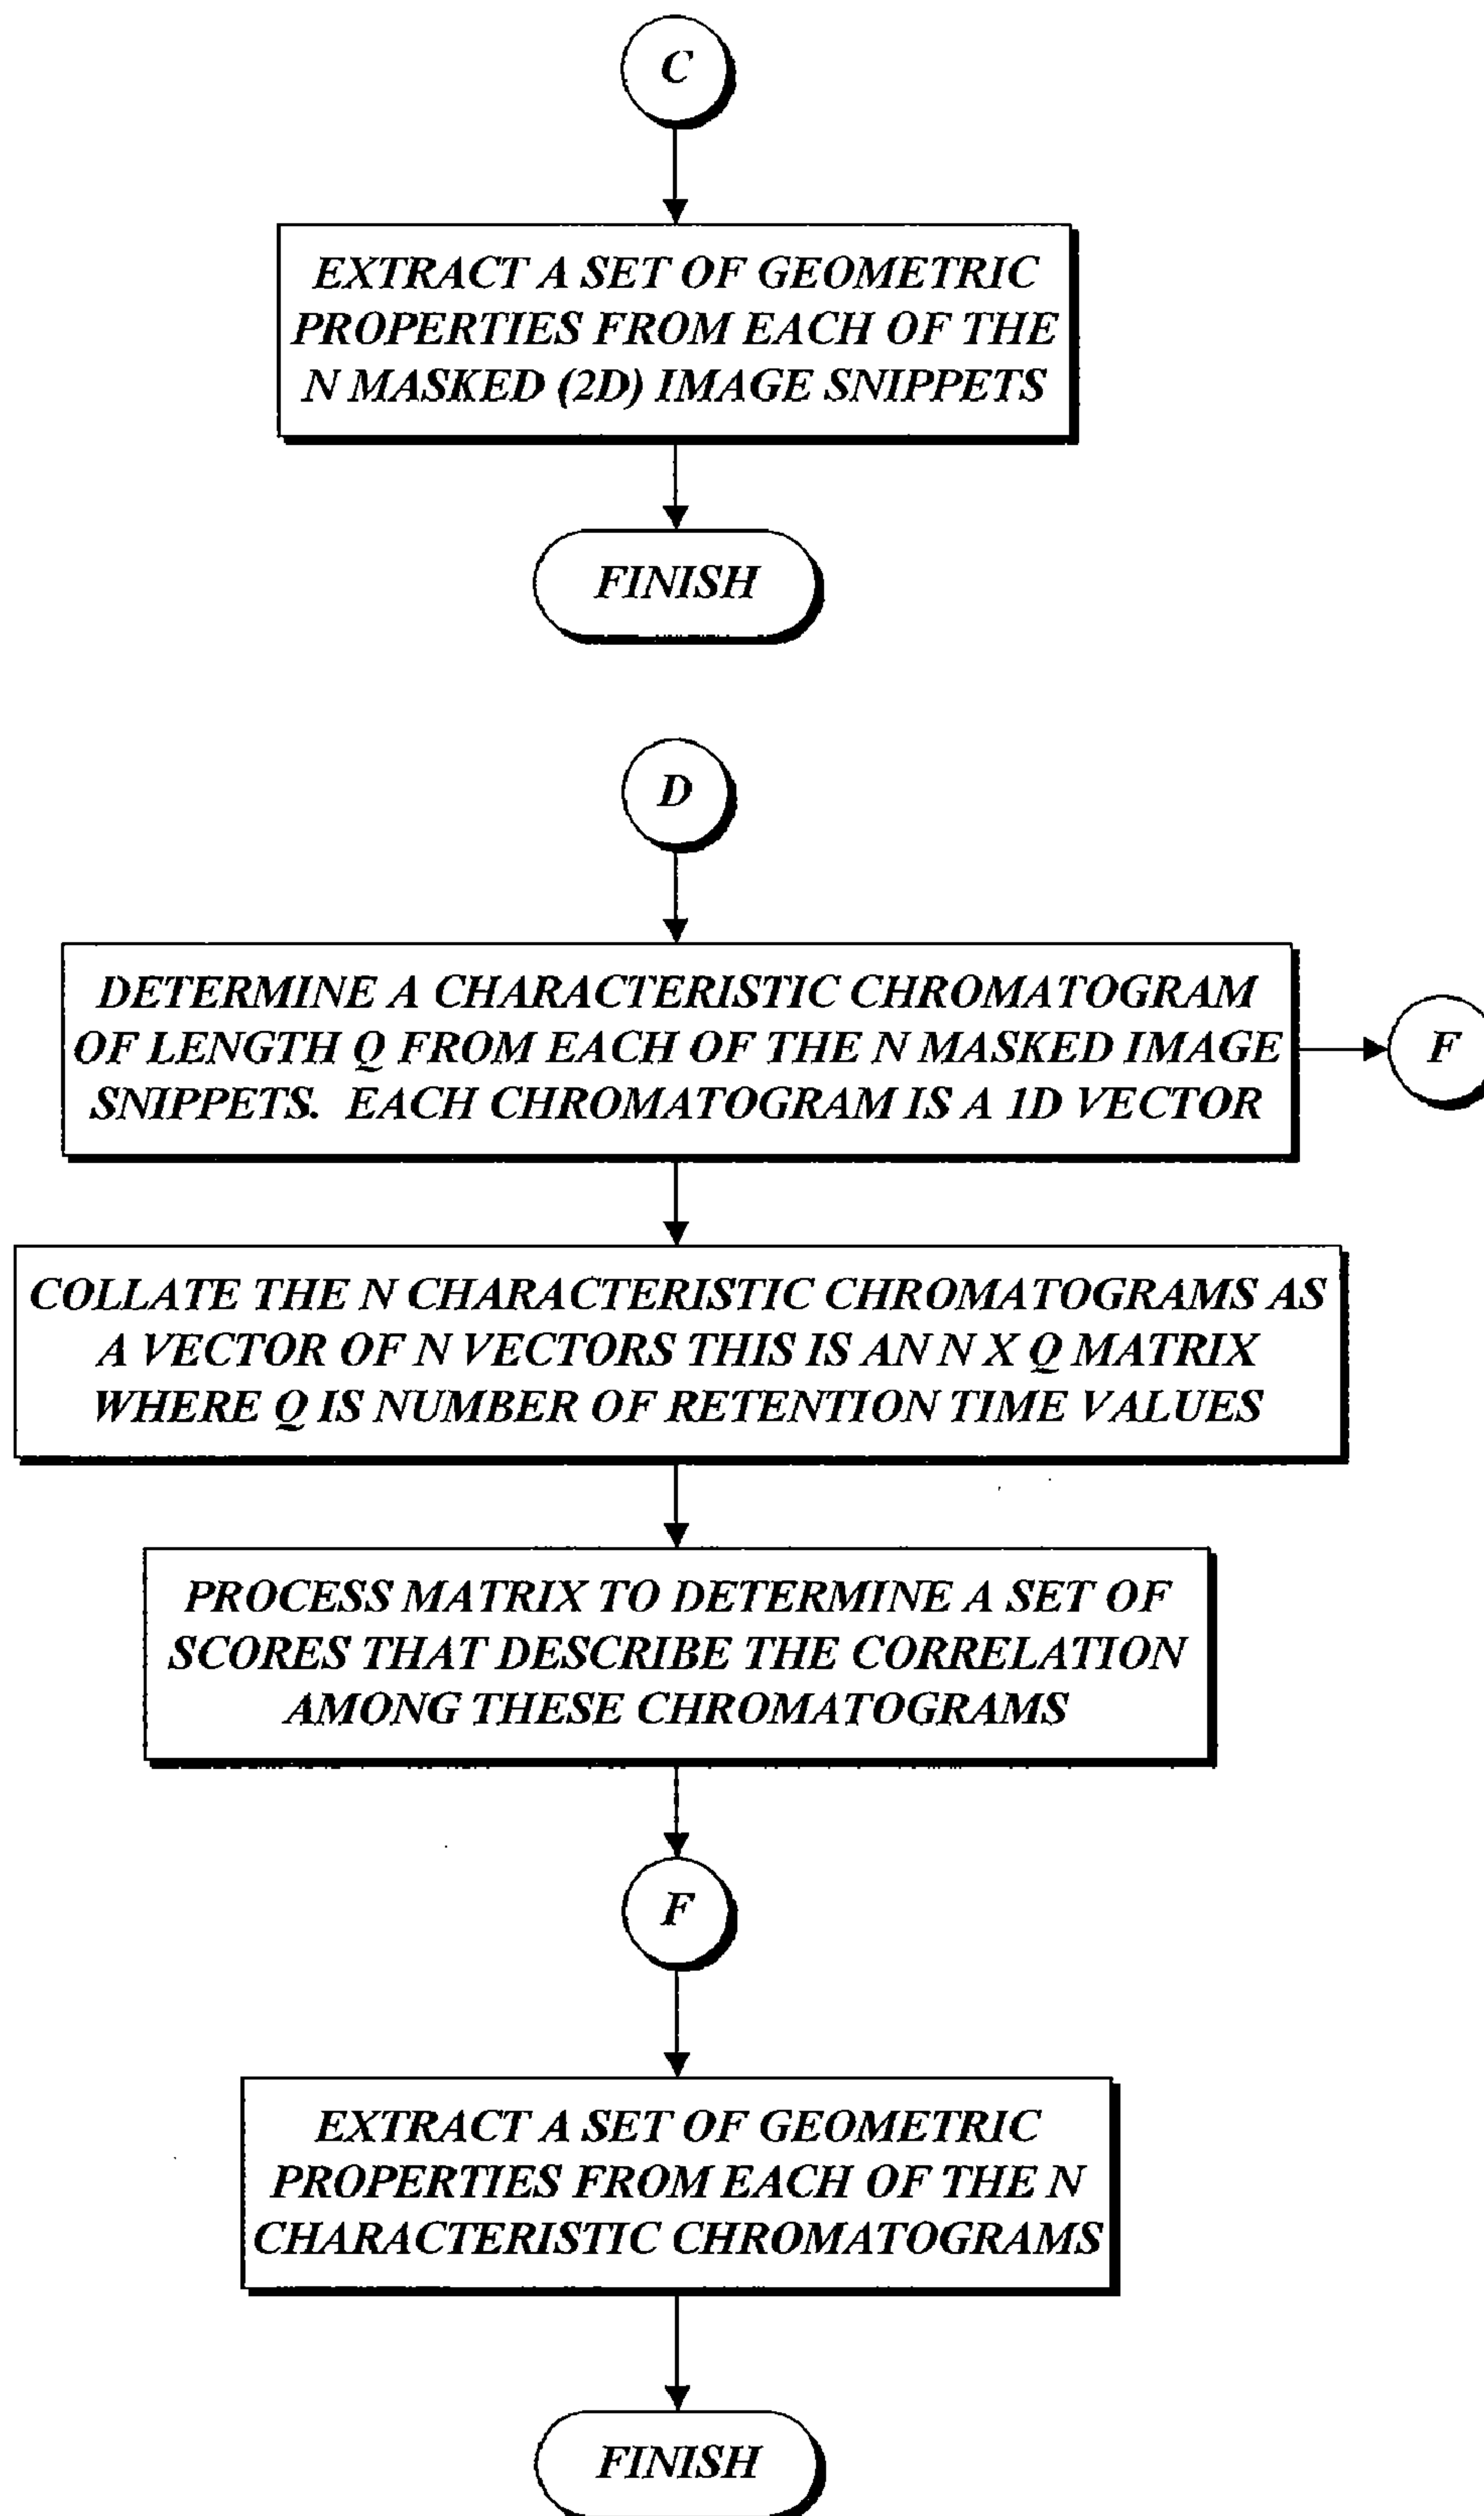 C
EXTRACT A SET OF GEOMETRIC
PROPERTIES FROM EACH OF THE
N MASKED (2D) IMAGE SNIPPETS
FINISH
D
DETERMINE A CHARACTERISTIC CHROMATOGRAM
OF LENGTH Q FROM EACH OF THE N MASKED IMAGE
SNIPPETS. EACH CHROMATOGRAM IS A 1D VECTOR
F
COLLATE THE N CHARACTERISTIC CHROMATOGRAMS AS
A VECTOR OF N VECTORS THIS IS AN N X Q MATRIX
WHERE Q IS NUMBER OF RETENTION TIME VALUES
PROCESS MATRIX TO DETERMINE A SET OF
SCORES THAT DESCRIBE THE CORRELATION
AMONG THESE CHROMATOGRAMS
F
EXTRACT A SET OF GEOMETRIC
PROPERTIES FROM EACH OF THE N
CHARACTERISTIC CHROMATOGRAMS
FINISH